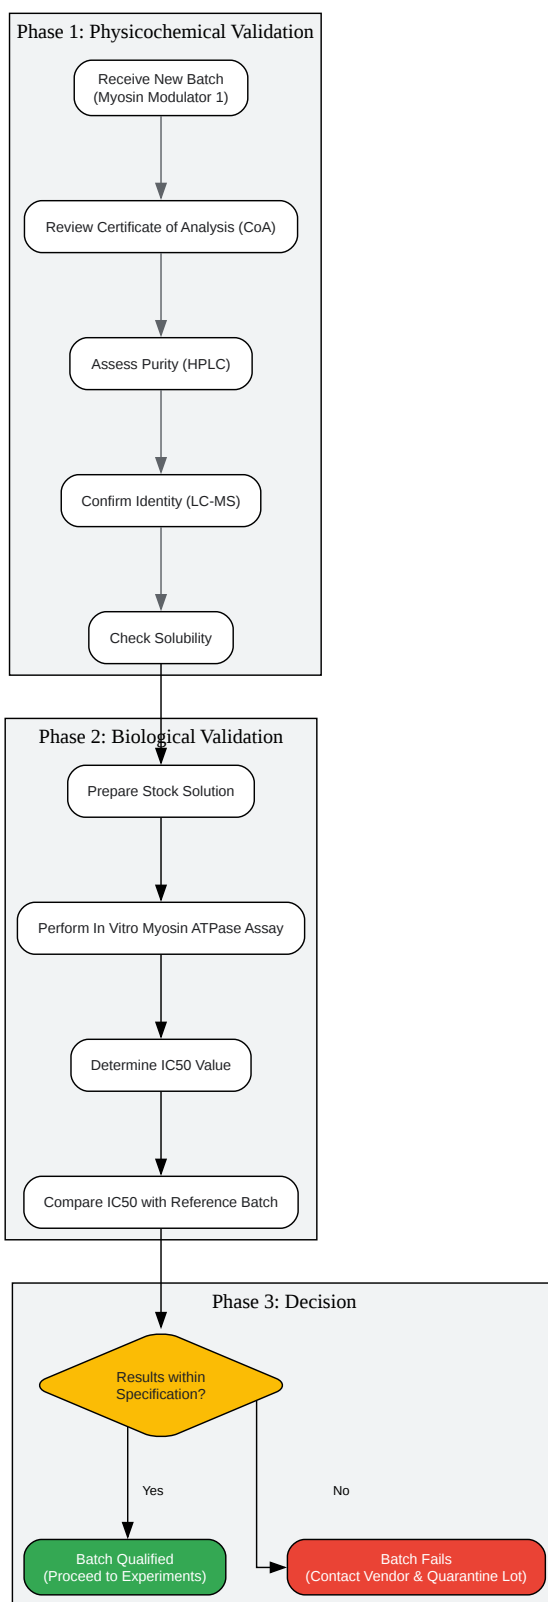 Phase 1: Physicochemical Validation
Receive New Batch
(Myosin Modulator 1)
Review Certificate of Analysis (CoA)
Assess Purity (HPLC)
Confirm Identity (LC-MS)
Check Solubility
Phase 2: Biological Validation
Prepare Stock Solution
Perform In Vitro Myosin ATPase Assay
Determine IC50 Value
Compare IC50 with Reference Batch
Phase 3: Decision
Results within
Specification?
Yes
No
Batch Qualified
(Proceed to Experiments)
Batch Fails
(Contact Vendor & Quarantine Lot)